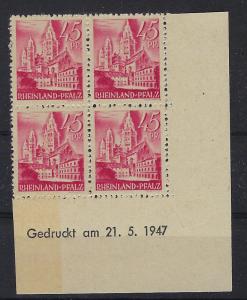 45 PF. 45 PF.
RHEINLAND-PFALZ RHEINLAND-PFALZ
45 PF. 45 PF.
RHEINLAND-PFALZ RHEINLAND-PFALZ
Gedruckt am 21. 5. 1947